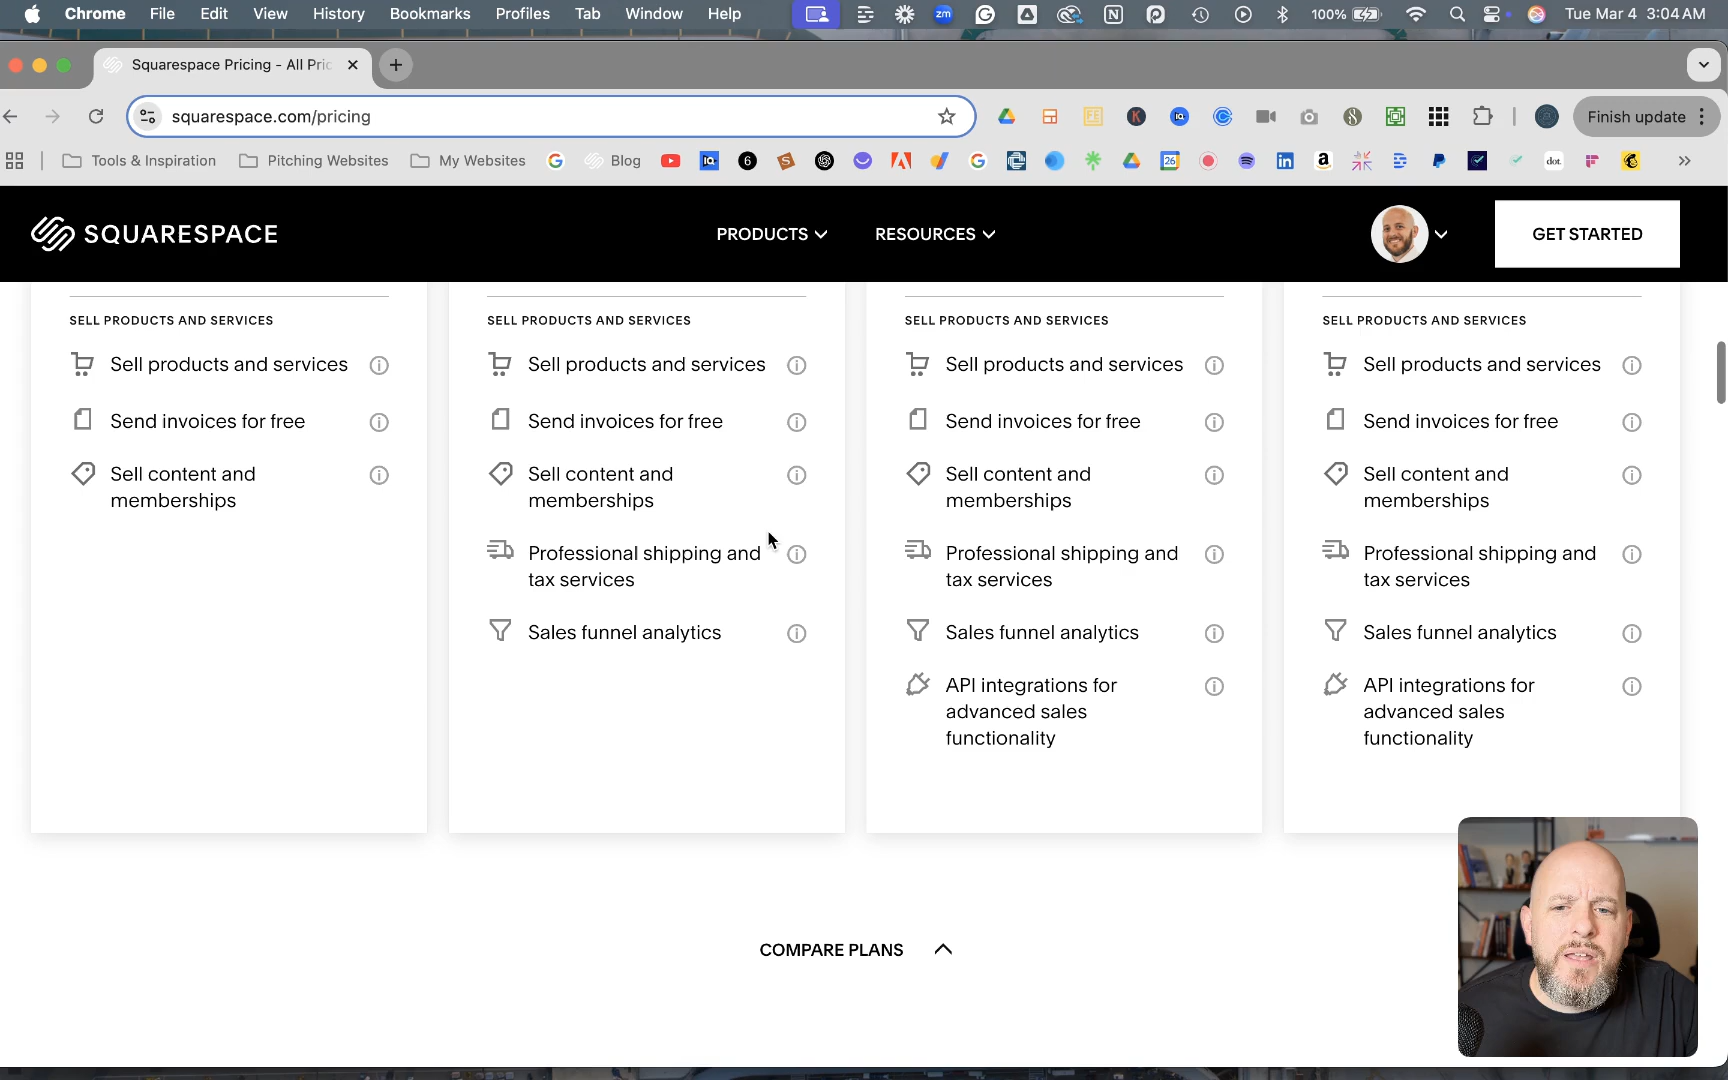 Chrome File Edit View History Bookmarks Profiles Tab Window Help zm 100% Tue Mar 4 3:04 AM
Squarespace Pricing - All Pric
squarespace.com/pricing
Finish update
Tools & Inspiration
Pitching Websites
My Websites
Blog
SQUARESPACE
PRODUCTS
RESOURCES
GET STARTED
SELL PRODUCTS AND SERVICES
Sell products and services
Send invoices for free
Sell content and
memberships
SELL PRODUCTS AND SERVICES
Sell products and services
Send invoices for free
Sell content and
memberships
Professional shipping and
tax services
Sales funnel analytics
SELL PRODUCTS AND SERVICES
Sell products and services
Send invoices for free
Sell content and
memberships
Professional shipping and
tax services
Sales funnel analytics
API integrations for
advanced sales
functionality
SELL PRODUCTS AND SERVICES
Sell products and services
Send invoices for free
Sell content and
memberships
Professional shipping and
tax services
Sales funnel analytics
API integrations for
advanced sales
functionality
COMPARE PLANS